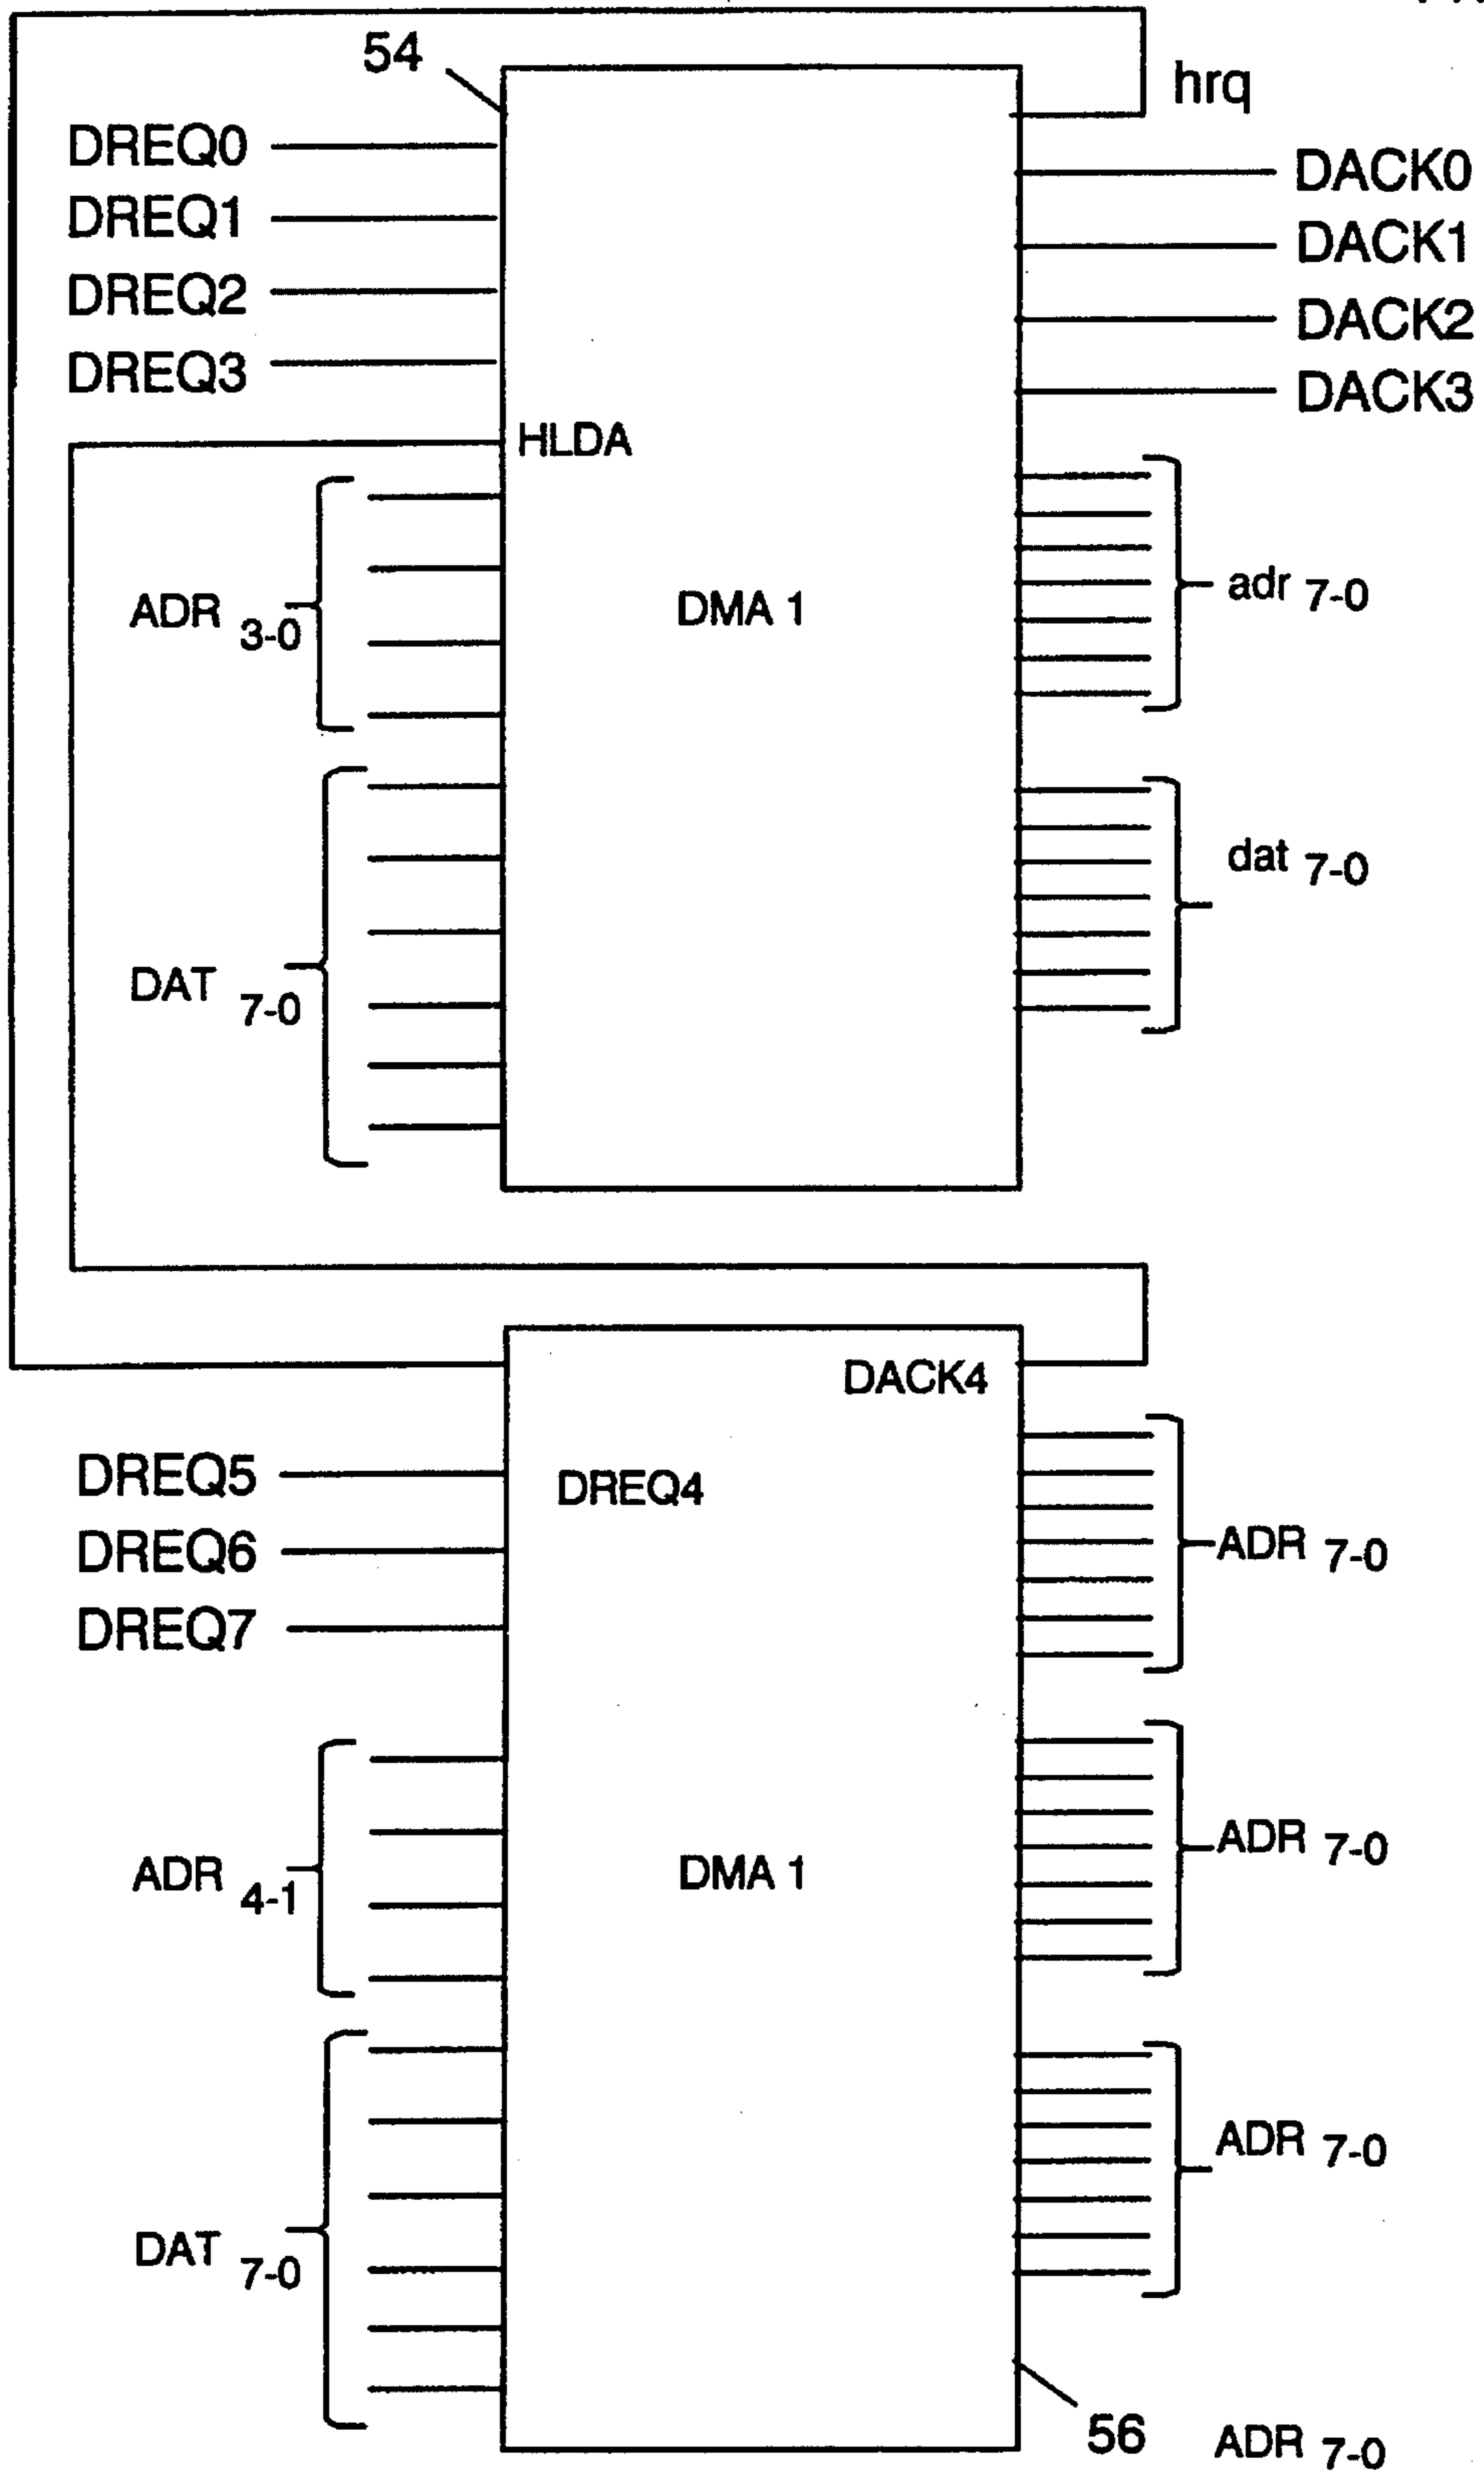 54
hrq
DREQ0
DREQ1
DREQ2
DREQ3
DACK0
DACK1
DACK2
DACK3
HLDA
ADR 3-0
DMA 1
adr 7-0
DAT 7-0
dat 7-0
DACK4
DREQ5
DREQ6
DREQ7
DREQ4
ADR 7-0
ADR 4-1
DMA 1
ADR 7-0
DAT 7-0
ADR 7-0
56
ADR 7-0